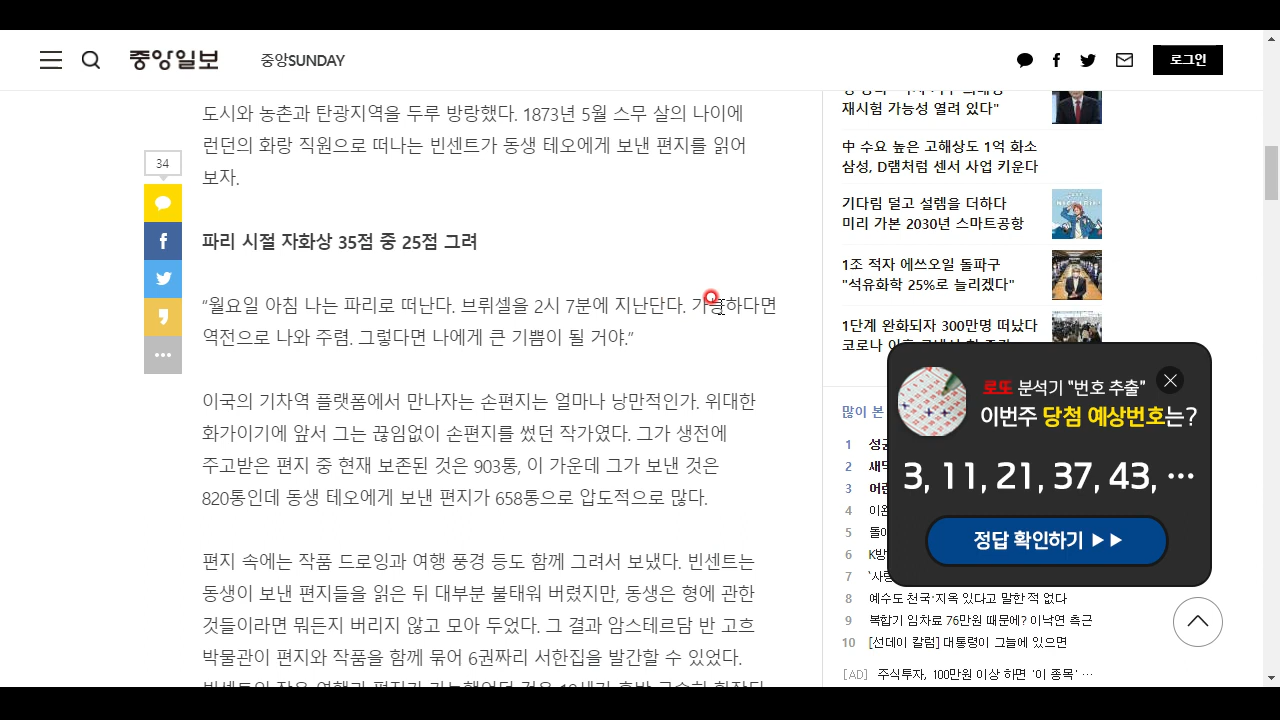 중앙일보
중앙SUNDAY
로그인
도시와 농촌과 탄광지역을 두루 방랑했다. 1873년 5월 스무 살의 나이에
런던의 화랑 직원으로 떠나는 빈센트가 동생 테오에게 보낸 편지를 읽어
보자.
34
파리 시절 자화상 35점 중 25점 그려
“월요일 아침 나는 파리로 떠난다. 브뤼셀을 2시 7분에 지난단다. 가능하다면
역전으로 나와 주렴. 그렇다면 나에게 큰 기쁨이 될 거야.”
이국의 기차역 플랫폼에서 만나자는 손편지는 얼마나 낭만적인가. 위대한
화가이기에 앞서 그는 끊임없이 손편지를 썼던 작가였다. 그가 생전에
주고받은 편지 중 현재 보존된 것은 903통, 이 가운데 그가 보낸 것은
820통인데 동생 테오에게 보낸 편지가 658통으로 압도적으로 많다.
편지 속에는 작품 드로잉과 여행 풍경 등도 함께 그려서 보냈다. 빈센트는
동생이 보낸 편지들을 읽은 뒤 대부분 불태워 버렸지만, 동생은 형에 관한
것들이라면 뭐든지 버리지 않고 모아 두었다. 그 결과 암스테르담 반 고흐
박물관이 편지와 작품을 함께 묶어 6권짜리 서한집을 발간할 수 있었다.
재시험 가능성 열려 있다"
中 수요 높은 고해상도 1억 화소
삼성, D램처럼 센서 사업 키운다
기다림 덜고 설렘을 더하다
미리 가본 2030년 스마트공항
1조 적자 에쓰오일 돌파구
"석유화학 25%로 늘리겠다"
1단계 완화되자 300만명 떠났다
로또 분석기 “번호 추출”
이번주 당첨 예상번호는?
3, 11, 21, 37, 43, ···
정답 확인하기 ▶▶
많이 본
1
2
3
4
5
6
7
8 예수도 천국·지옥 있다고 말한 적 없다
9 복합기 임차료 76만원 때문에? 이낙연 측근
10 [선데이 칼럼] 대통령이 그늘에 있으면
[AD] 주식투자, 100만원 이상 하면 '이 종목' ···